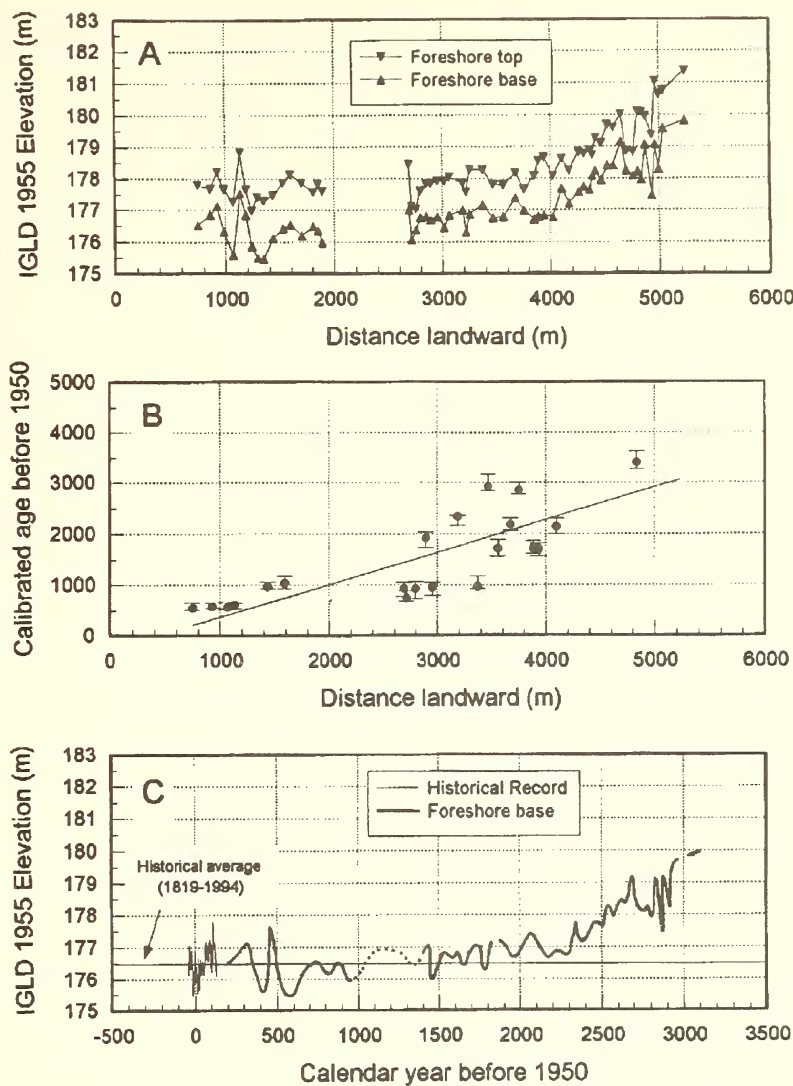 A
IGLD 1955 Elevation (m)
183
182
181
180
179
178
177
176
175
Foreshore top
Foreshore base
0 1000 2000 3000 4000 5000 6000
Distance landward (m)
B
Calibrated age before 1950
5000
4000
3000
2000
1000
0
0 1000 2000 3000 4000 5000 6000
Distance landward (m)
C
IGLD 1955 Elevation (m)
183
182
181
180
179
178
177
176
175
Historical Record
Foreshore base
Historical average
(1819-1994)
-500 0 500 1000 1500 2000 2500 3000 3500
Calendar year before 1950